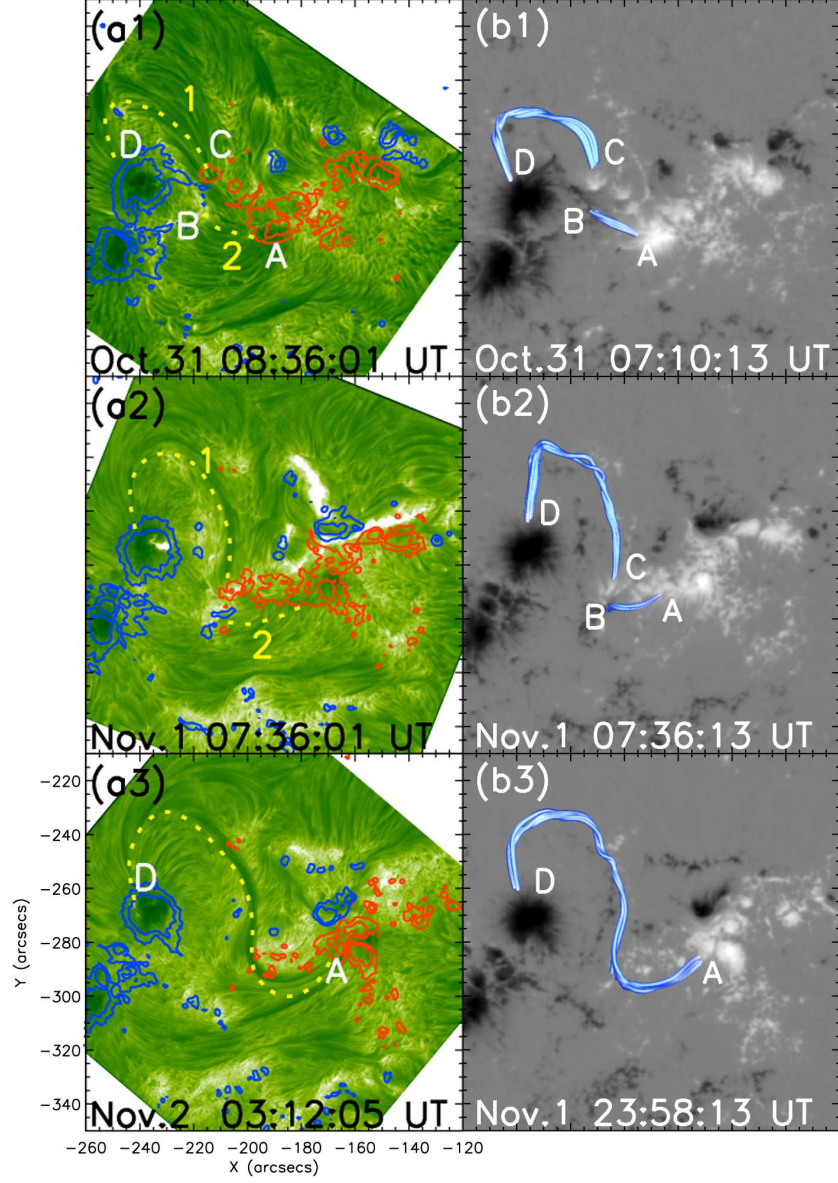 (a1)
1
D
C
B
2
A
Oct.31 08:36:01 UT
(b1)
D
C
B
A
Oct.31 07:10:13 UT
(a2)
1
2
Nov.1 07:36:01 UT
(b2)
D
C
B
A
Nov.1 07:36:13 UT
(a3)
D
A
Nov.2 03:12:05 UT
(b3)
D
A
Nov.1 23:58:13 UT
Y (arcsecs)
−220
−240
−260
−280
−300
−320
−340
−260 −240 −220 −200 −180 −160 −140 −120
X (arcsecs)